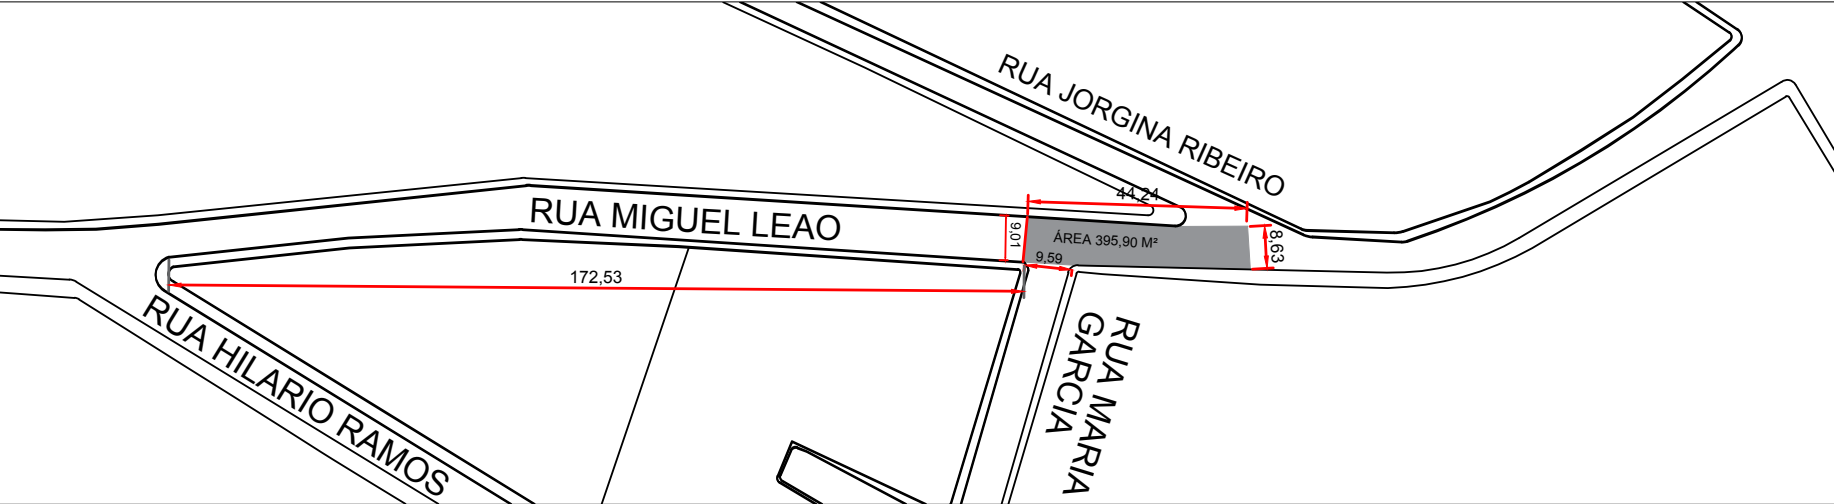 RUA JORGINA RIBEIRO
44,24
RUA MIGUEL LEAO
9,01
ÁREA 395,90 M²
8,63
9,59
172,53
RUA HILARIO RAMOS
RUA MARIA
GARCIA